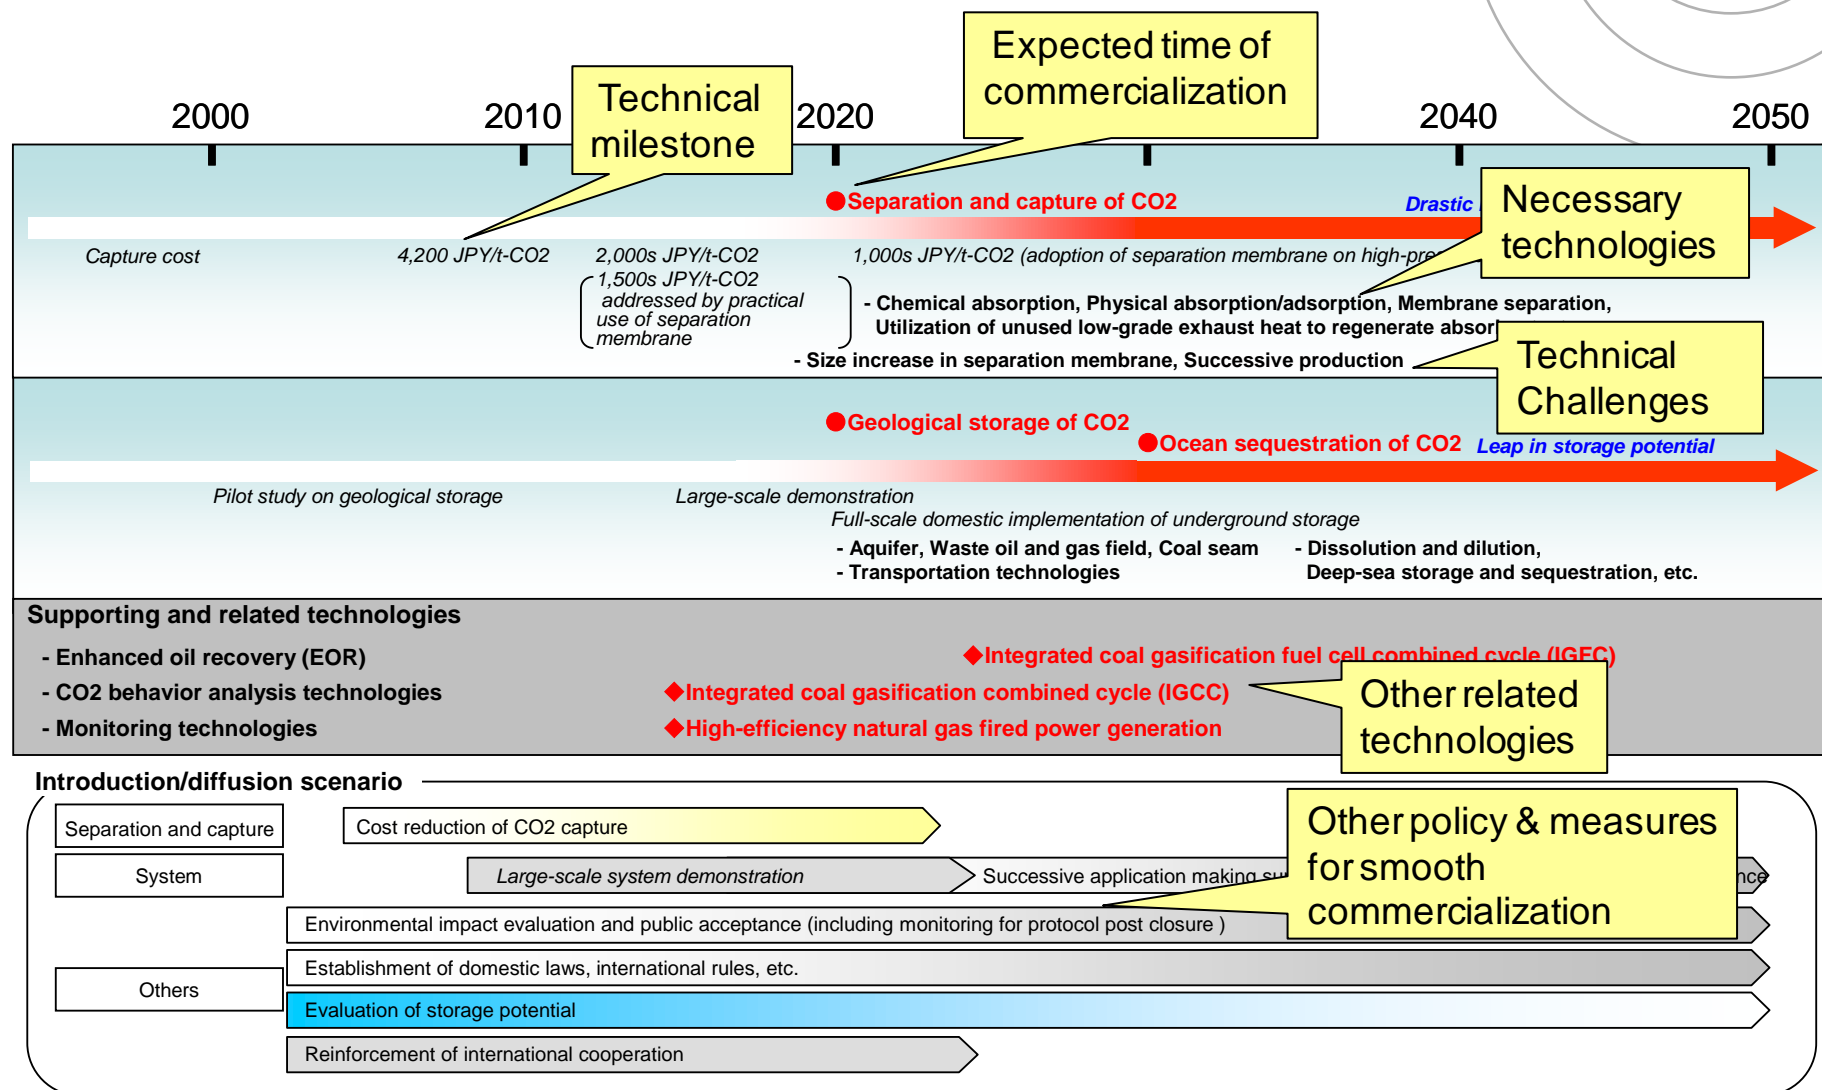 Expected time of
commercialization
Technical
milestone
2000
2010
2020
2040
2050
Separation and capture of CO2
Drastic
Necessary
technologies
Capture cost
4,200 JPY/t-CO2
2,000s JPY/t-CO2
1,000s JPY/t-CO2 (adoption of separation membrane on
1,500s JPY/t-CO2
addressed by practical
use of separation
membrane
- Chemical absorption, Physical absorption/adsorption, Membrane separation,
Utilization of unused low-grade exhaust heat to regenerate
- Size increase in separation membrane, Successive production
Technical
Challenges
Geological storage of CO2
Ocean sequestration of CO2
Leap in storage potential
Pilot study on geological storage
Large-scale demonstration
Full-scale domestic implementation of underground storage
- Aquifer, Waste oil and gas field, Coal seam
- Transportation technologies
- Dissolution and dilution,
Deep-sea storage and sequestration, etc.
Supporting and related technologies
- Enhanced oil recovery (EOR)
- CO2 behavior analysis technologies
- Monitoring technologies
Integrated coal gasification fuel cell combined cycle (IGFC)
Integrated coal gasification combined cycle (IGCC)
High-efficiency natural gas fired power generation
Other related
technologies
Introduction/diffusion scenario
Separation and capture
Cost reduction of CO2 capture
System
Large-scale system demonstration
Successive application making
Other policy & measures
for smooth
commercialization
Environmental impact evaluation and public acceptance (including monitoring for protocol post closure )
Others
Establishment of domestic laws, international rules, etc.
Evaluation of storage potential
Reinforcement of international cooperation